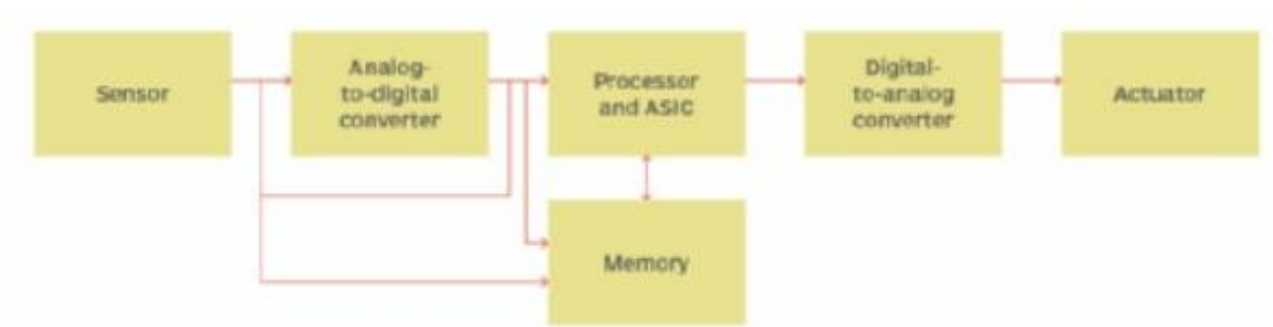 Sensor
Analog-
to-digital
converter
Processor
and ASIC
Digital-
to-analog
converter
Actuator
Memory